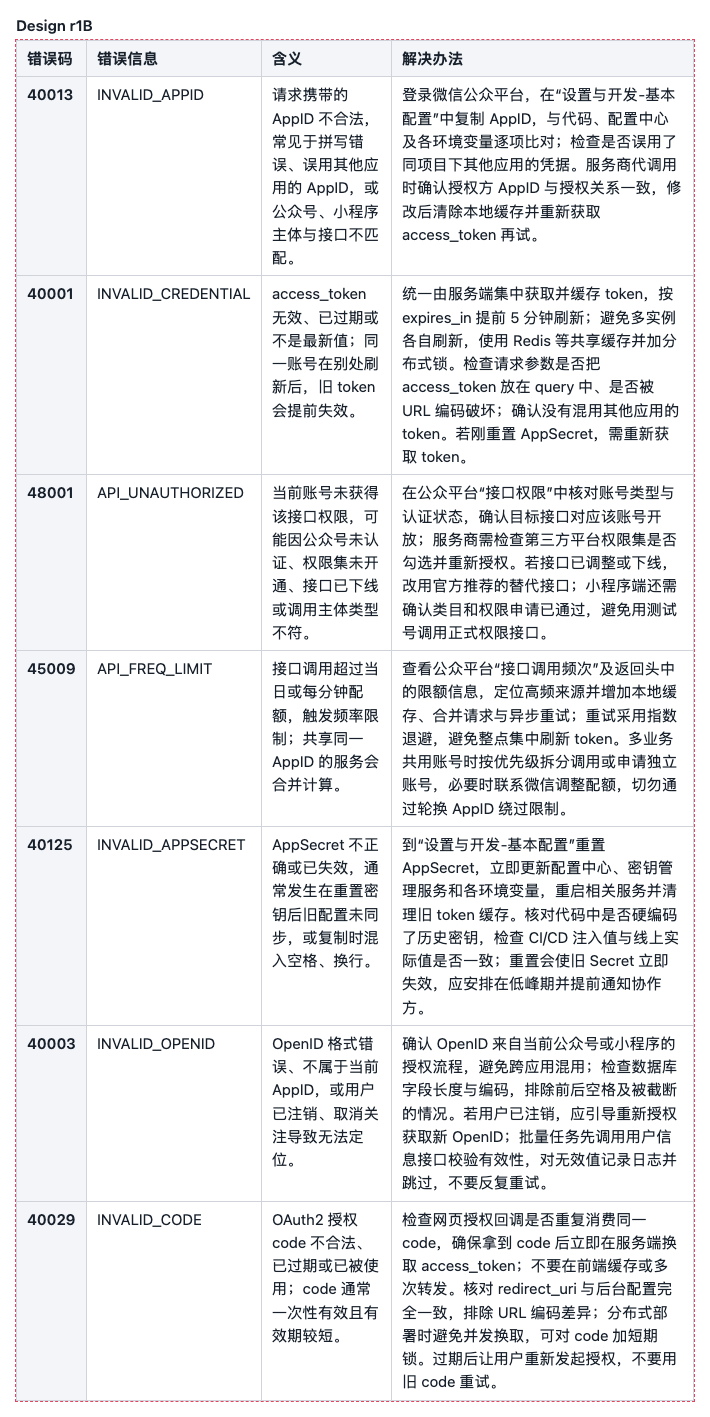 Design r1B
错误码 错误信息 含义 解决办法
40013 INVALID_APPID
请求携带的
AppID 不合法，
常见于拼写错
误、误用其他应
用的 AppID，或
公众号、小程序
主体与接口不匹
配。
登录微信公众平台，在“设置与开发-基本
配置”中复制 AppID，与代码、配置中心
及各环境变量逐项比对；检查是否误用了
同项目下其他应用的凭据。服务商代调用
时确认授权方 AppID 与授权关系一致，修
改后清除本地缓存并重新获取
access_token 再试。
40001 INVALID_CREDENTIAL
access_token
无效、已过期或
不是最新值；同
一账号在别处刷
新后，旧 token
会提前失效。
统一由服务端集中获取并缓存 token，按
expires_in 提前 5 分钟刷新；避免多实例
各自刷新，使用 Redis 等共享缓存并加分
布式锁。检查请求参数是否把
access_token 放在 query 中、是否被
URL 编码破坏；确认没有混用其他应用的
token。若刚重置 AppSecret，需重新获
取 token。
48001 API_UNAUTHORIZED
当前账号未获得
该接口权限，可
能因公众号未认
证、权限集未开
通、接口已下线
或调用主体类型
不符。
在公众平台“接口权限”中核对账号类型与
认证状态，确认目标接口对应该账号开
放；服务商需检查第三方平台权限集是否
勾选并重新授权。若接口已调整或下线，
改用官方推荐的替代接口；小程序端还需
确认类目和权限申请已通过，避免用测试
号调用正式权限接口。
45009 API_FREQ_LIMIT
接口调用超过当
日或每分钟配
额，触发频率限
制；共享同一
AppID 的服务会
合并计算。
查看公众平台“接口调用频次”及返回头中
的限额信息，定位高频来源并增加本地缓
存、合并请求与异步重试；重试采用指数
退避，避免整点集中刷新 token。多业务
共用账号时按优先级拆分调用或申请独立
账号，必要时联系微信调整配额，切勿通
过轮换 AppID 绕过限制。
40125 INVALID_APPSECRET
AppSecret 不正
确或已失效，通
常发生在重置密
钥后旧配置未同
步，或复制时混
入空格、换行。
到“设置与开发-基本配置”重置
AppSecret，立即更新配置中心、密钥管
理服务和各环境变量，重启相关服务并清
理旧 token 缓存。核对代码中是否硬编码
了历史密钥，检查 CI/CD 注入值与线上实
际值是否一致；重置会使旧 Secret 立即
失效，应安排在低峰期并提前通知协作
方。
40003 INVALID_OPENID
OpenID 格式错
误、不属于当前
AppID，或用户
已注销、取消关
注导致无法定
位。
确认 OpenID 来自当前公众号或小程序的
授权流程，避免跨应用混用；检查数据库
字段长度与编码，排除前后空格及被截断
的情况。若用户已注销，应引导重新授权
获取新 OpenID；批量任务先调用用户信
息接口校验有效性，对无效值记录日志并
跳过，不要反复重试。
40029 INVALID_CODE
OAuth2 授权
code 不合法、
已过期或已被使
用；code 通常
一次性有效且有
效期较短。
检查网页授权回调是否重复消费同一
code，确保拿到 code 后立即在服务端换
取 access_token；不要在前端缓存或多
次转发。核对 redirect_uri 与后台配置完
全一致，排除 URL 编码差异；分布式部
署时避免并发换取，可对 code 加短期
锁。过期后让用户重新发起授权，不要用
旧 code 重试。